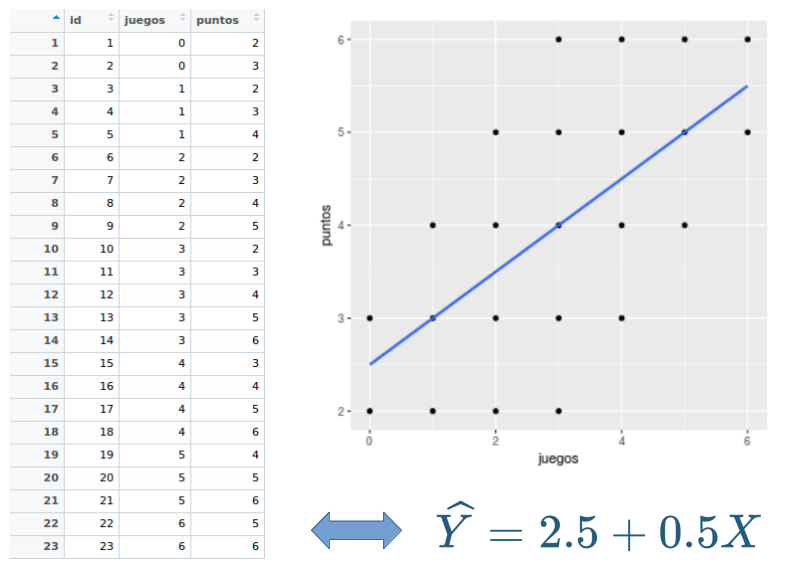 id juegos puntos
1 1 0 2
2 2 0 3
3 3 1 2
4 4 1 3
5 5 1 4
6 6 2 2
7 7 2 3
8 8 2 4
9 9 2 5
10 10 3 2
11 11 3 3
12 12 3 4
13 13 3 5
14 14 3 6
15 15 4 3
16 16 4 4
17 17 4 5
18 18 4 6
19 19 5 4
20 20 5 5
21 21 5 6
22 22 6 5
23 23 6 6
6
5
4
3
2
puntos
0 2 4 6
juegos
Ŷ = 2.5 + 0.5X